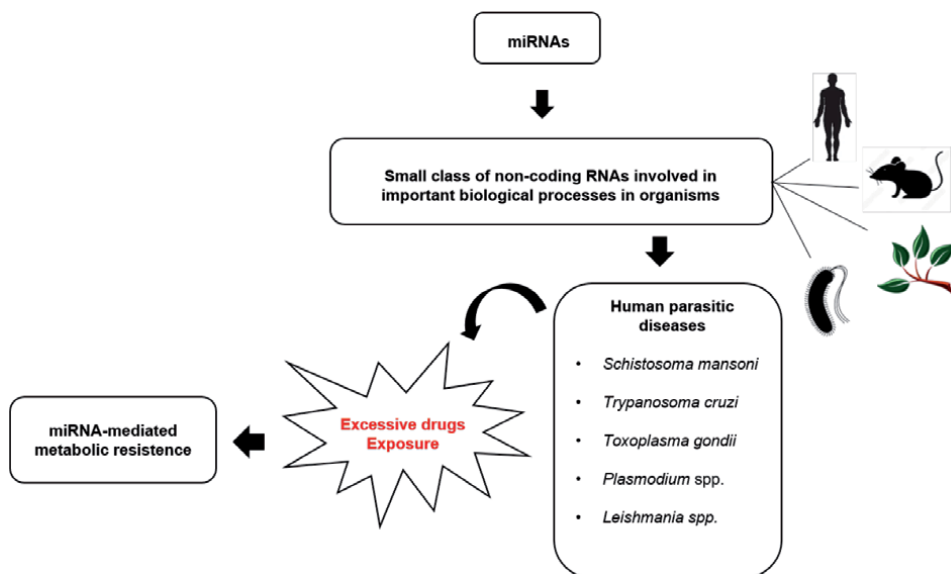 miRNAs
Small class of non-coding RNAs involved in
important biological processes in organisms
Human parasitic
diseases
• Schistosoma mansoni
• Trypanosoma cruzi
• Toxoplasma gondii
• Plasmodium spp.
• Leishmania spp.
Excessive drugs
Exposure
miRNA-mediated
metabolic resistence